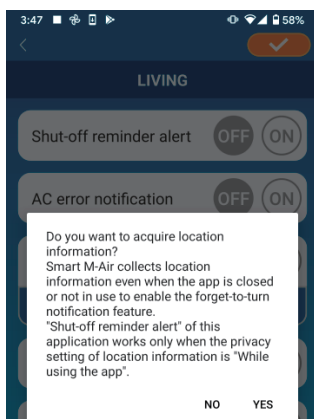 3:47 58%
LIVING
Shut-off reminder alert OFF ON
AC error notification OFF ON
Do you want to acquire location
information?
Smart M-Air collects location
information even when the app is closed
or not in use to enable the forget-to-turn
notification feature.
"Shut-off reminder alert" of this
application works only when the privacy
setting of location information is "While
using the app".
NO YES